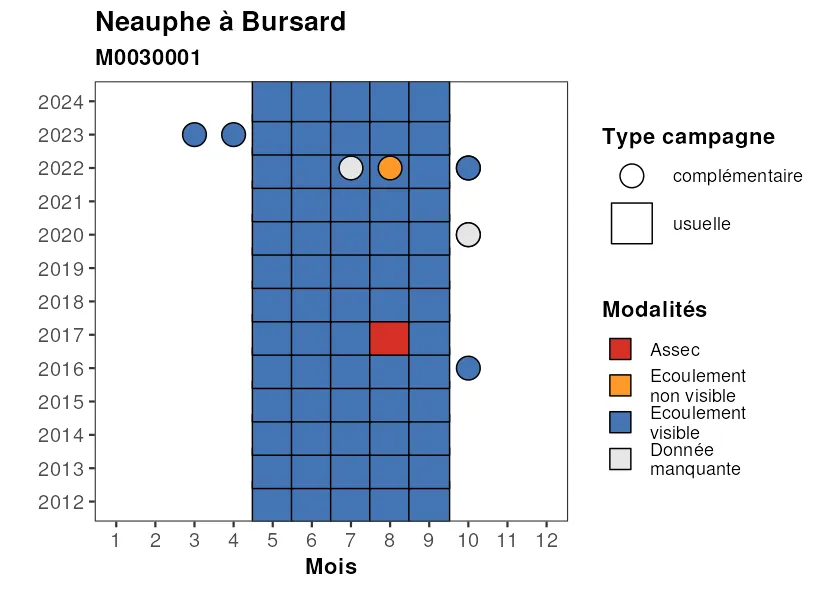 Neauphe à Bursard
M0030001
2024
2023
2022
2021
2020
2019
2018
2017
2016
2015
2014
2013
2012
1 2 3 4 5 6 7 8 9 10 11 12
Mois
Type campagne
complémentaire
usuelle
Modalités
Assec
Ecoulement
non visible
Ecoulement
visible
Donnée
manquante